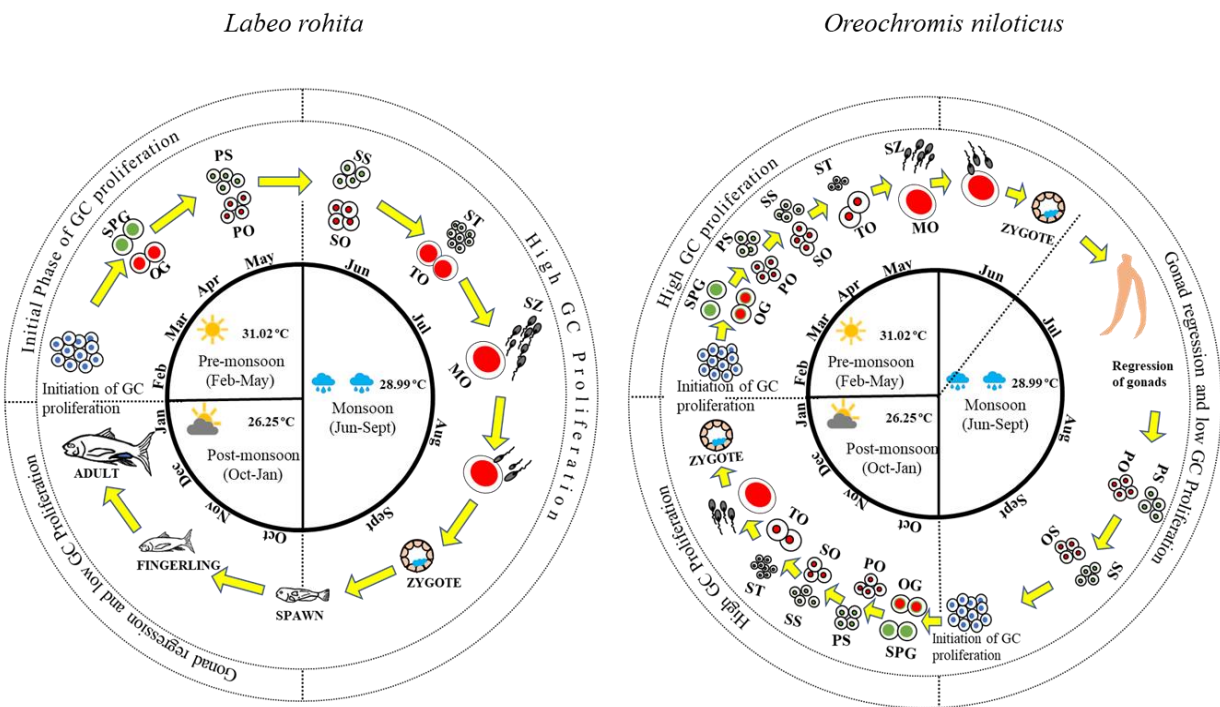 Labeo rohita
Initial Phase of GC proliferation
High GC Proliferation
Gonad regression and low GC Proliferation
Initiation of GC
proliferation
SPG
OG
PS
PO
SS
SO
ST
TO
SZ
MO
ZYGOTE
SPAWN
FINGERLING
ADULT
Jan
Feb
Mar
Apr
May
Jun
Jul
Aug
Sept
Oct
Nov
Dec
31.02 °C
Pre-monsoon
(Feb-May)
28.99 °C
Monsoon
(Jun-Sept)
26.25 °C
Post-monsoon
(Oct-Jan)
Oreochromis niloticus
High GC proliferation
Gonad regression and low GC Proliferation
High GC Proliferation
Initiation of GC
proliferation
SPG
OG
PS
PO
SS
SO
ST
TO
SZ
MO
ZYGOTE
Regression
of gonads
PO
PS
SO
SS
Initiation of GC
proliferation
OG
SPG
PO
PS
SO
SS
TO
ST
ZYGOTE
Jan
Feb
Mar
Apr
May
Jun
Jul
Aug
Sept
Oct
Nov
Dec
31.02 °C
Pre-monsoon
(Feb-May)
28.99 °C
Monsoon
(Jun-Sept)
26.25 °C
Post-monsoon
(Oct-Jan)